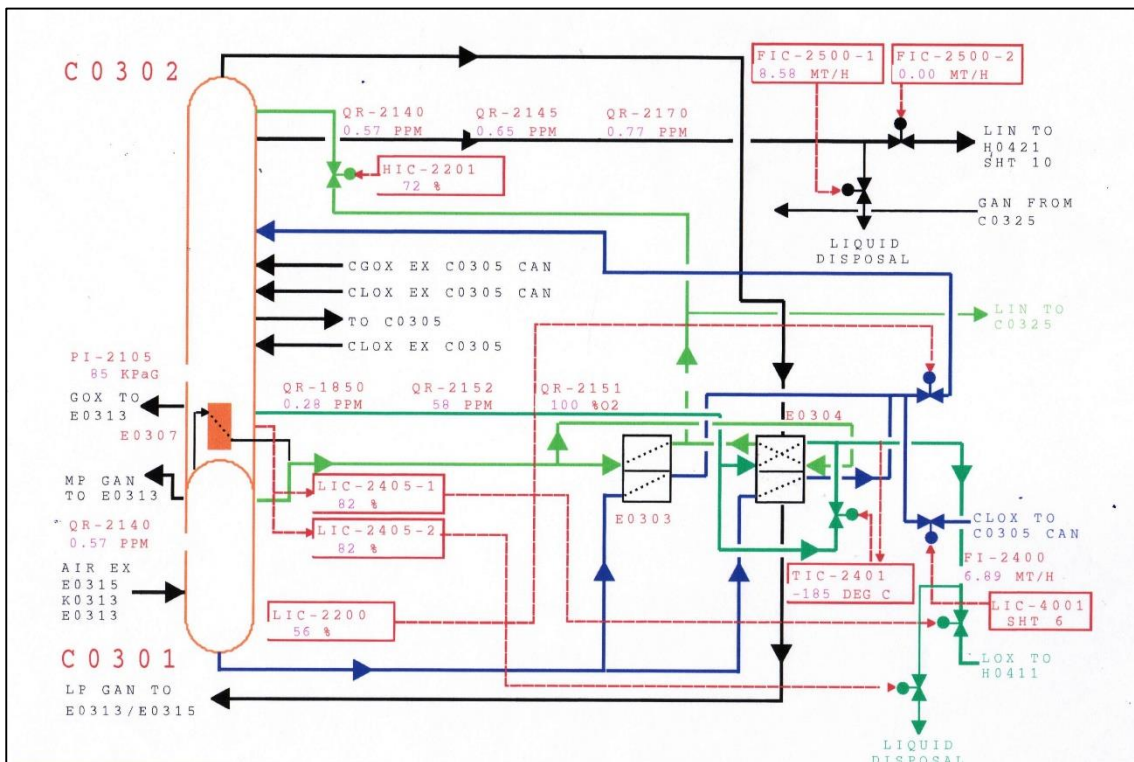 C0302
FIC-2500-1
8.58 MT/H
FIC-2500-2
0.00 MT/H
QR-2140
0.57 PPM
QR-2145
0.65 PPM
QR-2170
0.77 PPM
LIN TO
H0421
SHT 10
HIC-2201
72 %
GAN FROM
C0325
LIQUID
DISPOSAL
CGOX EX C0305 CAN
CLOX EX C0305 CAN
TO C0305
CLOX EX C0305
LIN TO
C0325
PI-2105
85 KPaG
GOX TO
E0313
E0307
QR-1850
0.28 PPM
QR-2152
58 PPM
QR-2151
100 %O2
E0304
MP GAN
TO E0313
LIC-2405-1
82 %
LIC-2405-2
82 %
E0303
QR-2140
0.57 PPM
CLOX TO
C0305 CAN
FI-2400
6.89 MT/H
AIR EX
E0315
K0313
E0313
TIC-2401
-185 DEG C
LIC-4001
SHT 6
LIC-2200
56 %
LOX TO
H0411
C0301
LP GAN TO
E0313/E0315
LIQUID
DISPOSAL